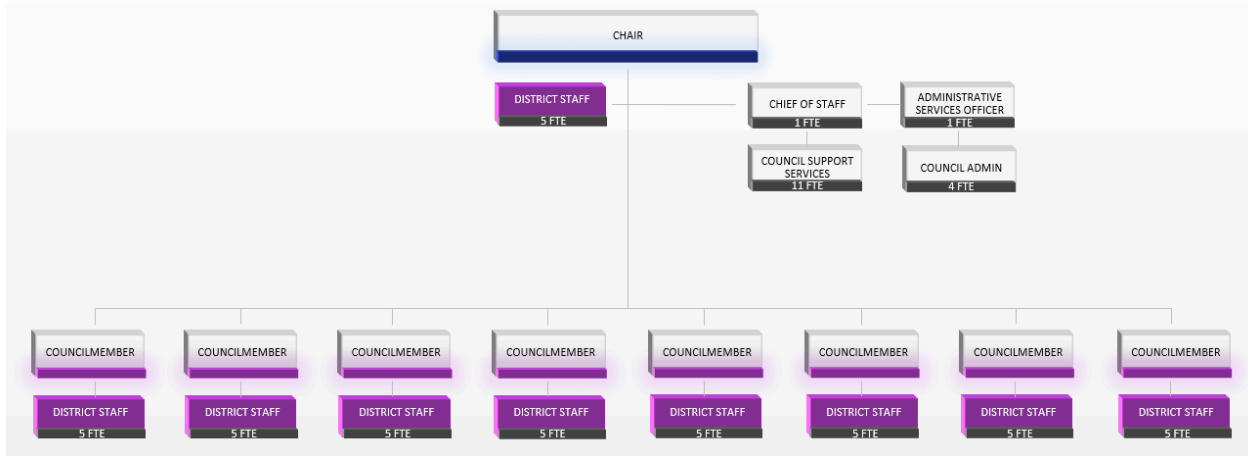 CHAIR
DISTRICT STAFF
5 FTE
CHIEF OF STAFF
1 FTE
ADMINISTRATIVE
SERVICES OFFICER
1 FTE
COUNCIL SUPPORT
SERVICES
11 FTE
COUNCIL ADMIN
4 FTE
COUNCILMEMBER
COUNCILMEMBER
COUNCILMEMBER
COUNCILMEMBER
COUNCILMEMBER
COUNCILMEMBER
COUNCILMEMBER
COUNCILMEMBER
DISTRICT STAFF
5 FTE
DISTRICT STAFF
5 FTE
DISTRICT STAFF
5 FTE
DISTRICT STAFF
5 FTE
DISTRICT STAFF
5 FTE
DISTRICT STAFF
5 FTE
DISTRICT STAFF
5 FTE
DISTRICT STAFF
5 FTE